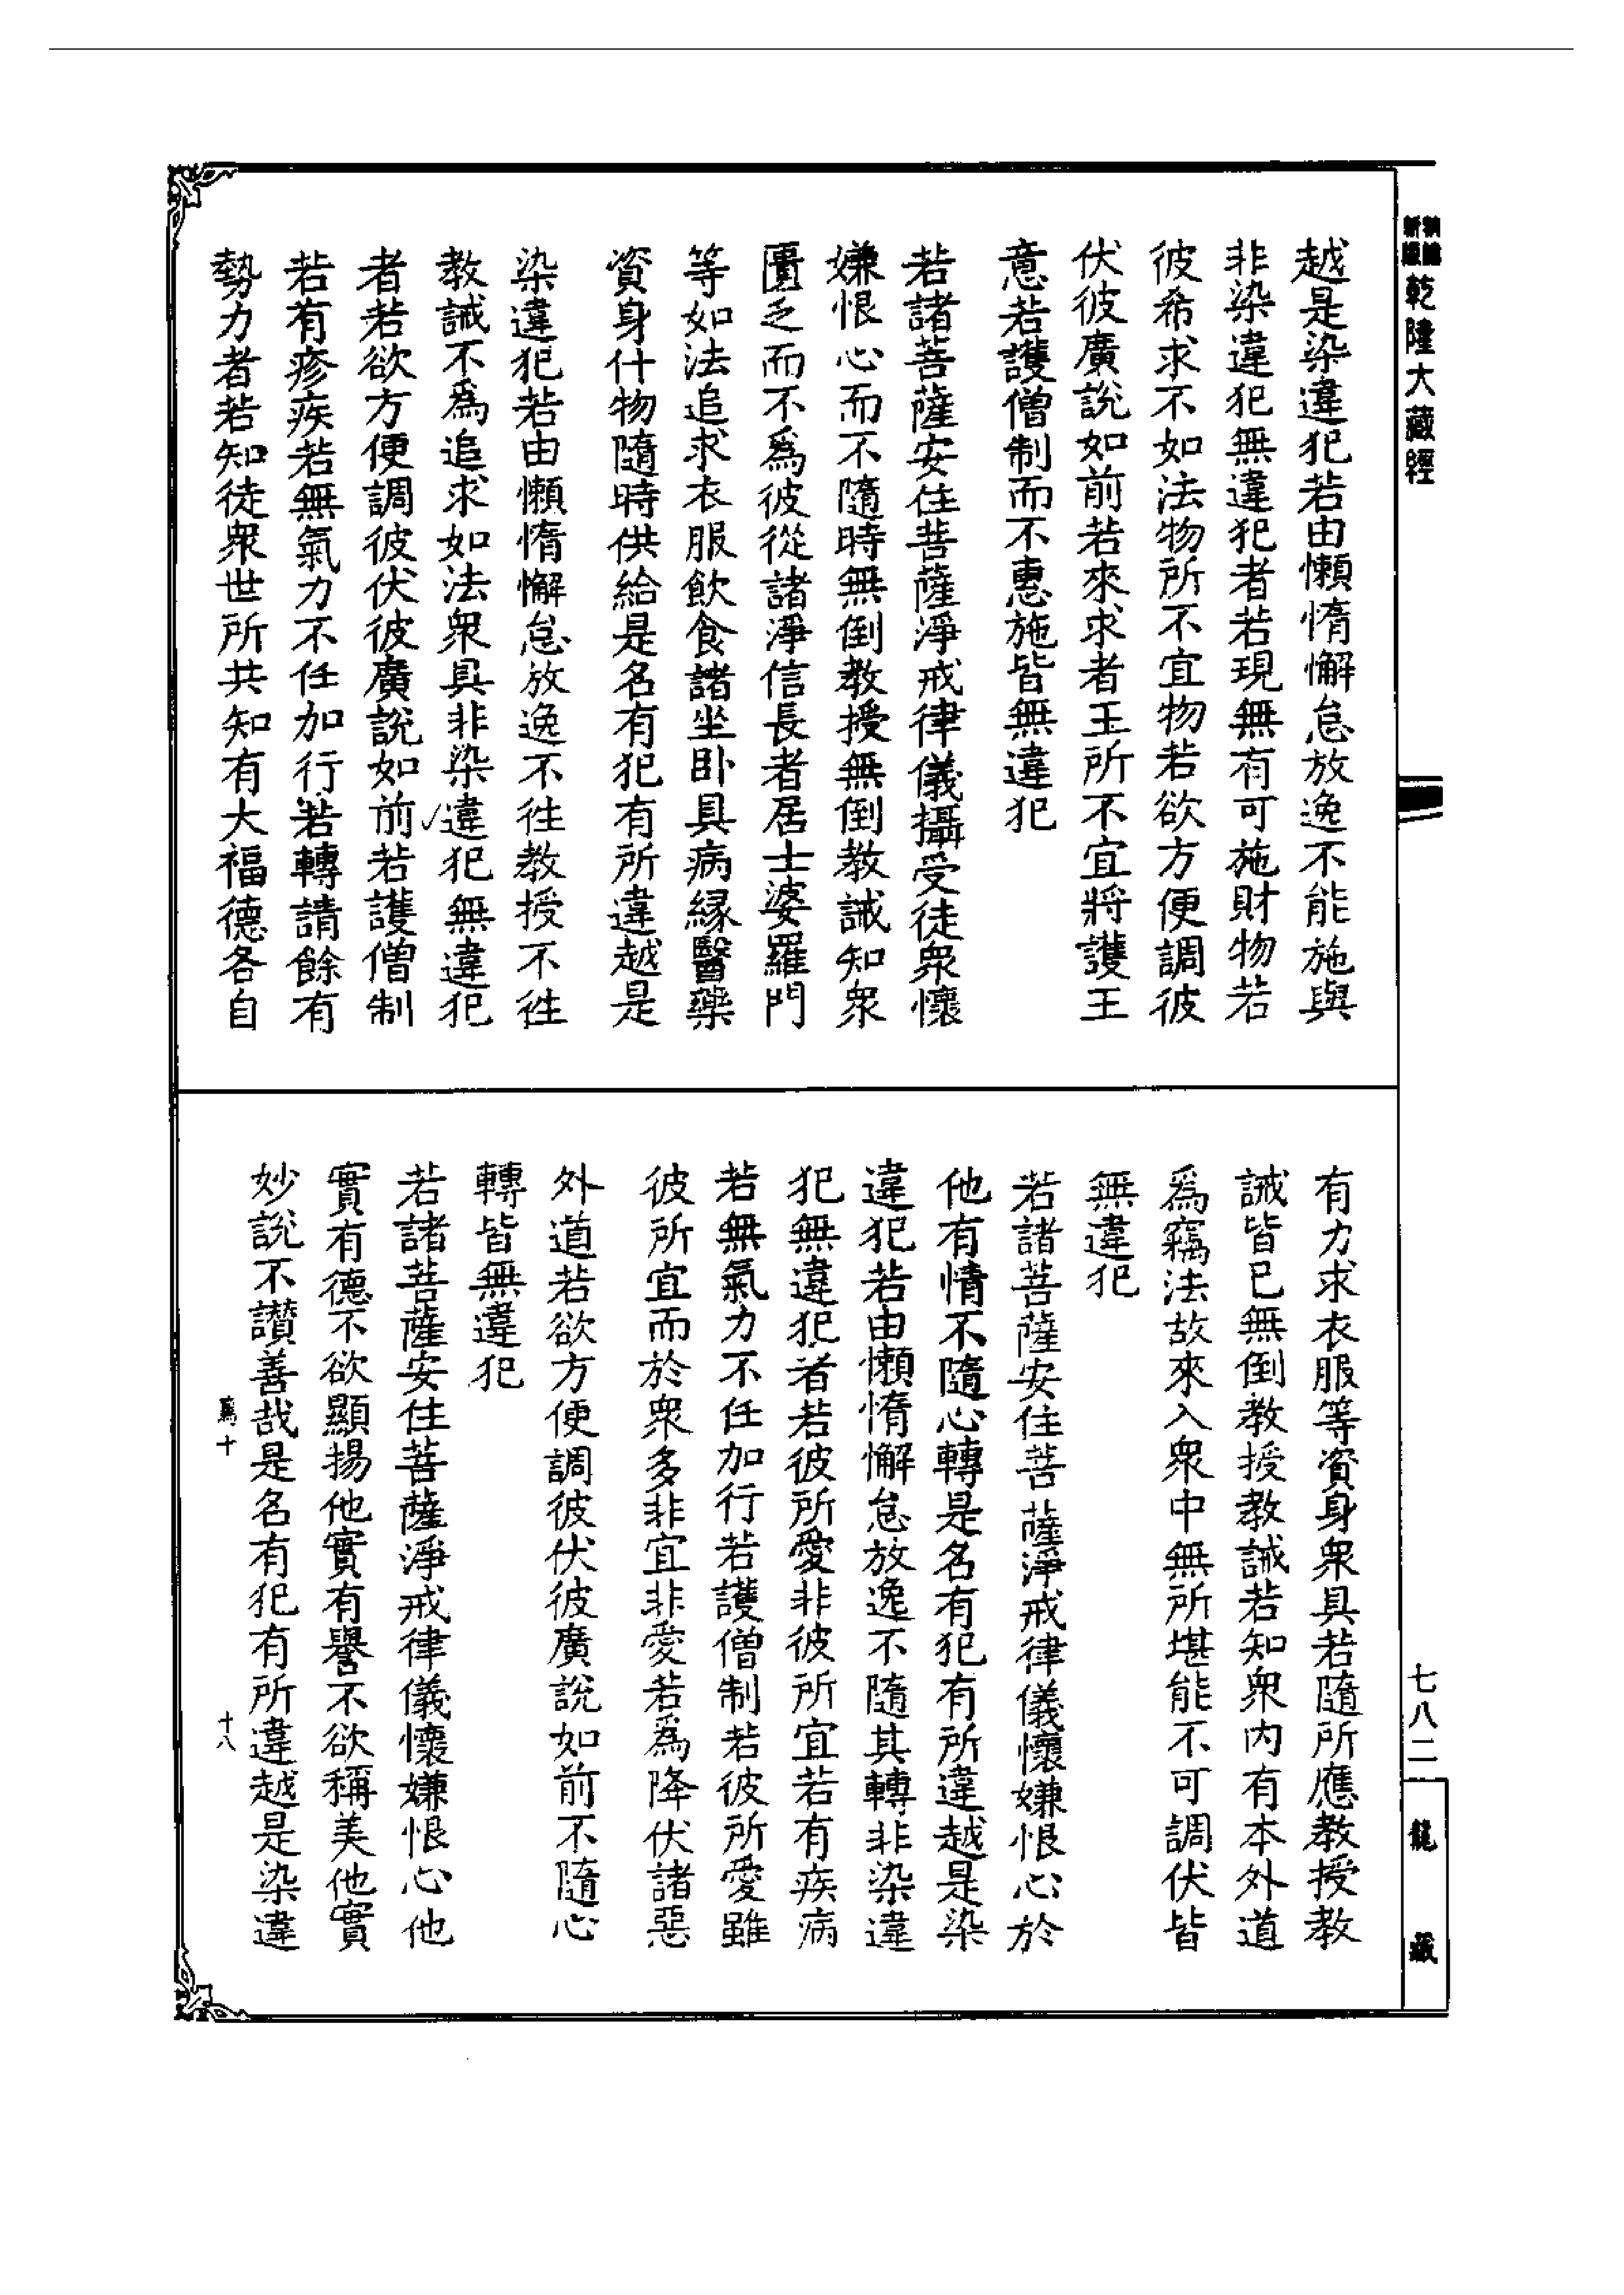 新編縮版
乾隆大藏經
七八二
龍藏
越是染違犯若由懶惰懈怠放逸不能施與
非染違犯無違犯者若現無有可施財物若
彼希求不如法物所不宜物若欲方便調彼
伏彼廣說如前若來求者王所不宜將護王
意若護僧制而不惠施皆無違犯
若諸菩薩安住菩薩淨戒律儀攝受徒衆懷
嫌恨心而不隨時無倒教授無倒教誡知衆
匱乏而不爲彼從諸淨信長者居士婆羅門
等如法追求衣服飲食諸坐卧具病緣醫藥
資身什物隨時供給是名有犯有所違越是
染違犯若由懶惰懈怠放逸不往教授不往
教誡不爲追求如法衆具非染違犯無違犯
者若欲方便調彼伏彼廣說如前若護僧制
若有疹疾若無氣力不任加行若轉請餘有
勢力者若知徒衆世所共知有大福德各自
有力求衣服等資身衆具若隨所應教授教
誡皆已無倒教授教誡若知衆內有本外道
爲竊法故來入衆中無所堪能不可調伏皆
無違犯
若諸菩薩安住菩薩淨戒律儀懷嫌恨心於
他有情不隨心轉是名有犯有所違越是染
違犯若由懶惰懈怠放逸不隨其轉非染違
犯無違犯者若彼所愛非彼所宜若有疾病
若無氣力不任加行若護僧制若彼所愛雖
彼所宜而於衆多非宜非愛若爲降伏諸惡
外道若欲方便調彼伏彼廣說如前不隨心
轉皆無違犯
若諸菩薩安住菩薩淨戒律儀懷嫌恨心他
實有德不欲顯揚他實有譽不欲稱美他實
妙說不讚善哉是名有犯有所違越是染違
十
十八